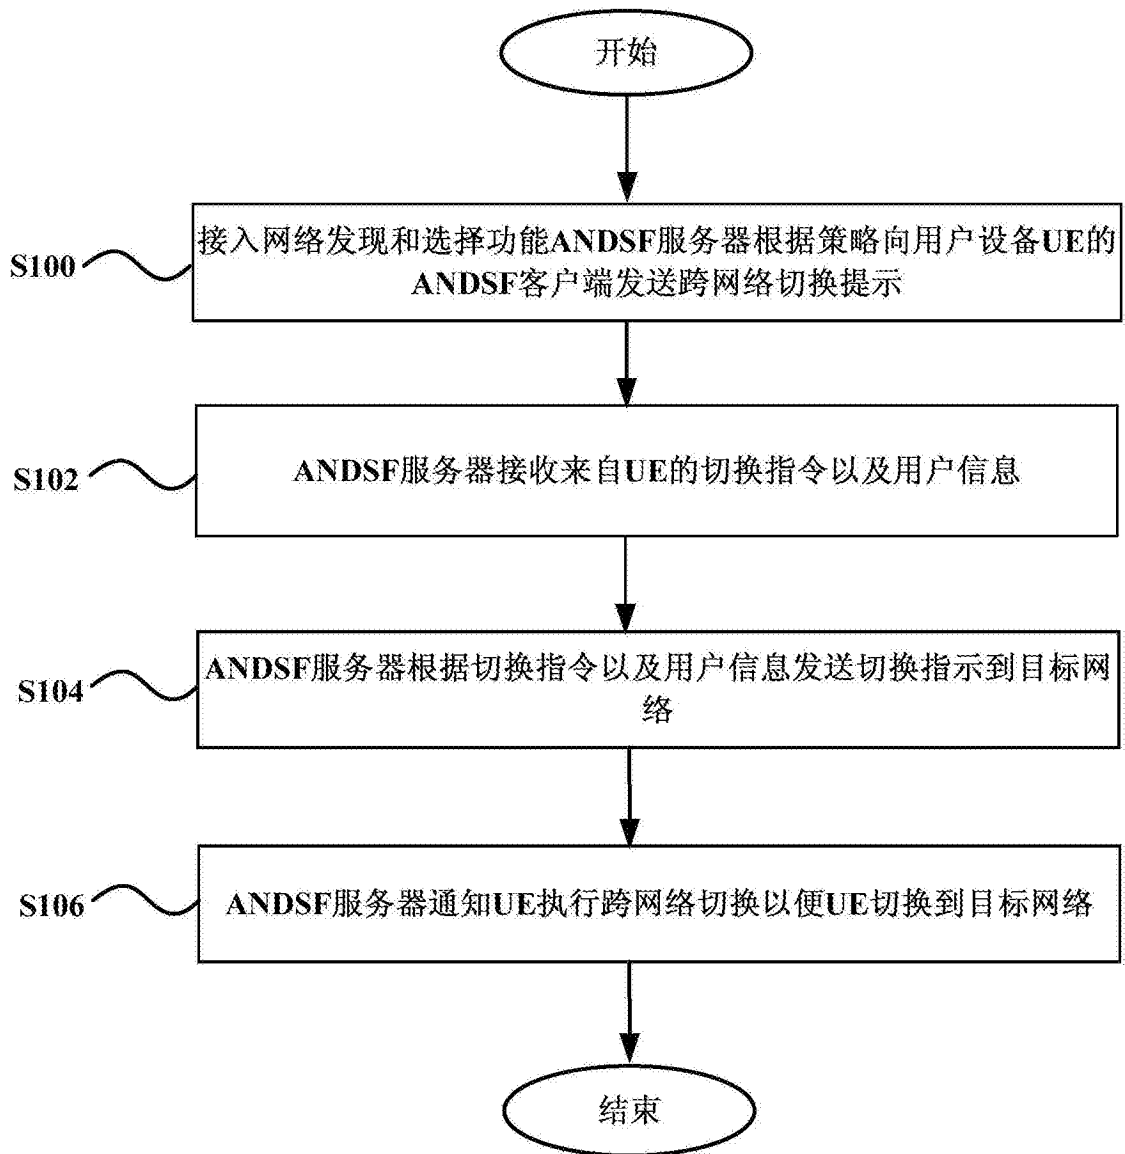 开始
S100
接入网络发现和选择功能ANDSF服务器根据策略向用户设备UE的
ANDSF客户端发送跨网络切换提示
S102
ANDSF服务器接收来自UE的切换指令以及用户信息
S104
ANDSF服务器根据切换指令以及用户信息发送切换指示到目标网
络
S106
ANDSF服务器通知UE执行跨网络切换以便UE切换到目标网络
结束